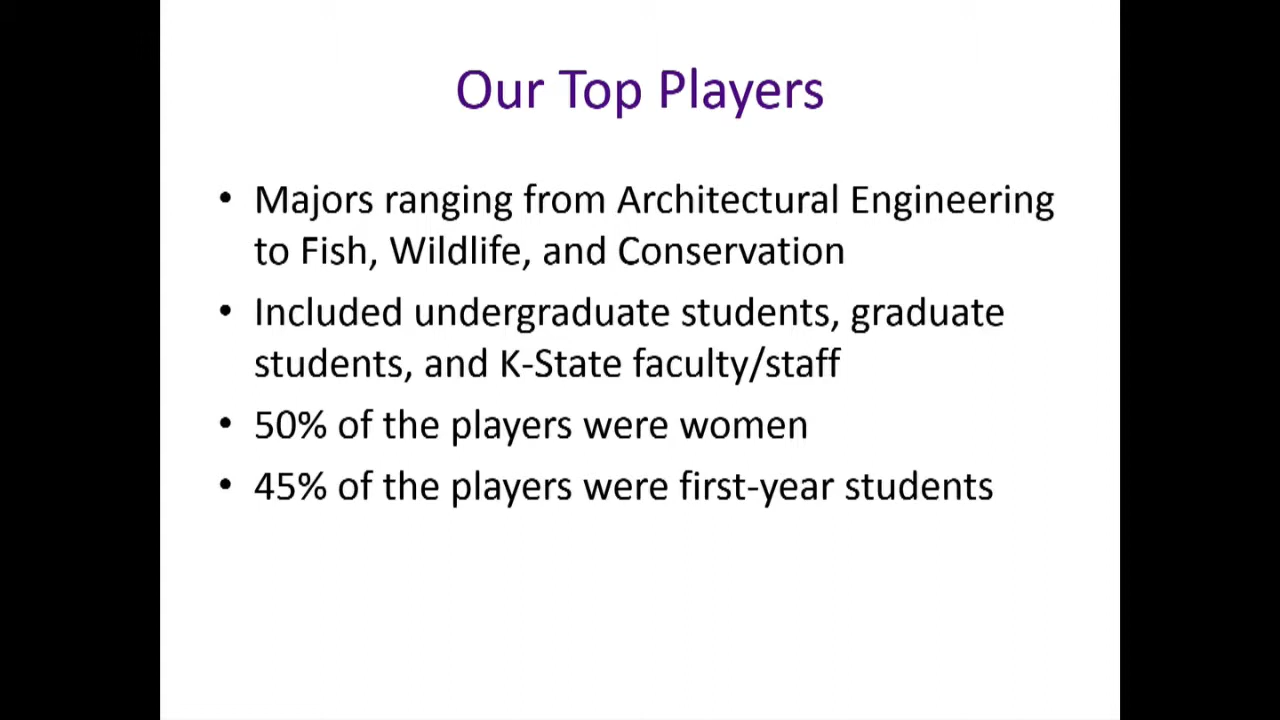 Our Top Players
• Majors ranging from Architectural Engineering
to Fish, Wildlife, and Conservation
• Included undergraduate students, graduate
students, and K-State faculty/staff
• 50% of the players were women
• 45% of the players were first-year students